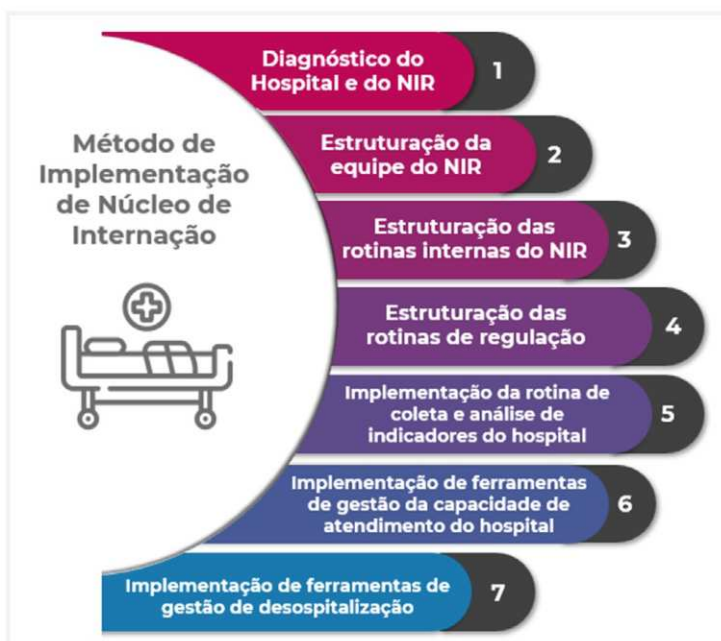 Método de
Implementação
de Núcleo de
Internação
Diagnóstico do
Hospital e do NIR
1
Estruturação da
equipe do NIR
2
Estruturação das
rotinas internas do NIR
3
Estruturação das
rotinas de regulação
4
Implementação da rotina de
coleta e análise de
indicadores do hospital
5
Implementação de ferramentas
de gestão da capacidade de
atendimento do hospital
6
Implementação de ferramentas de
gestão de desospitalização
7